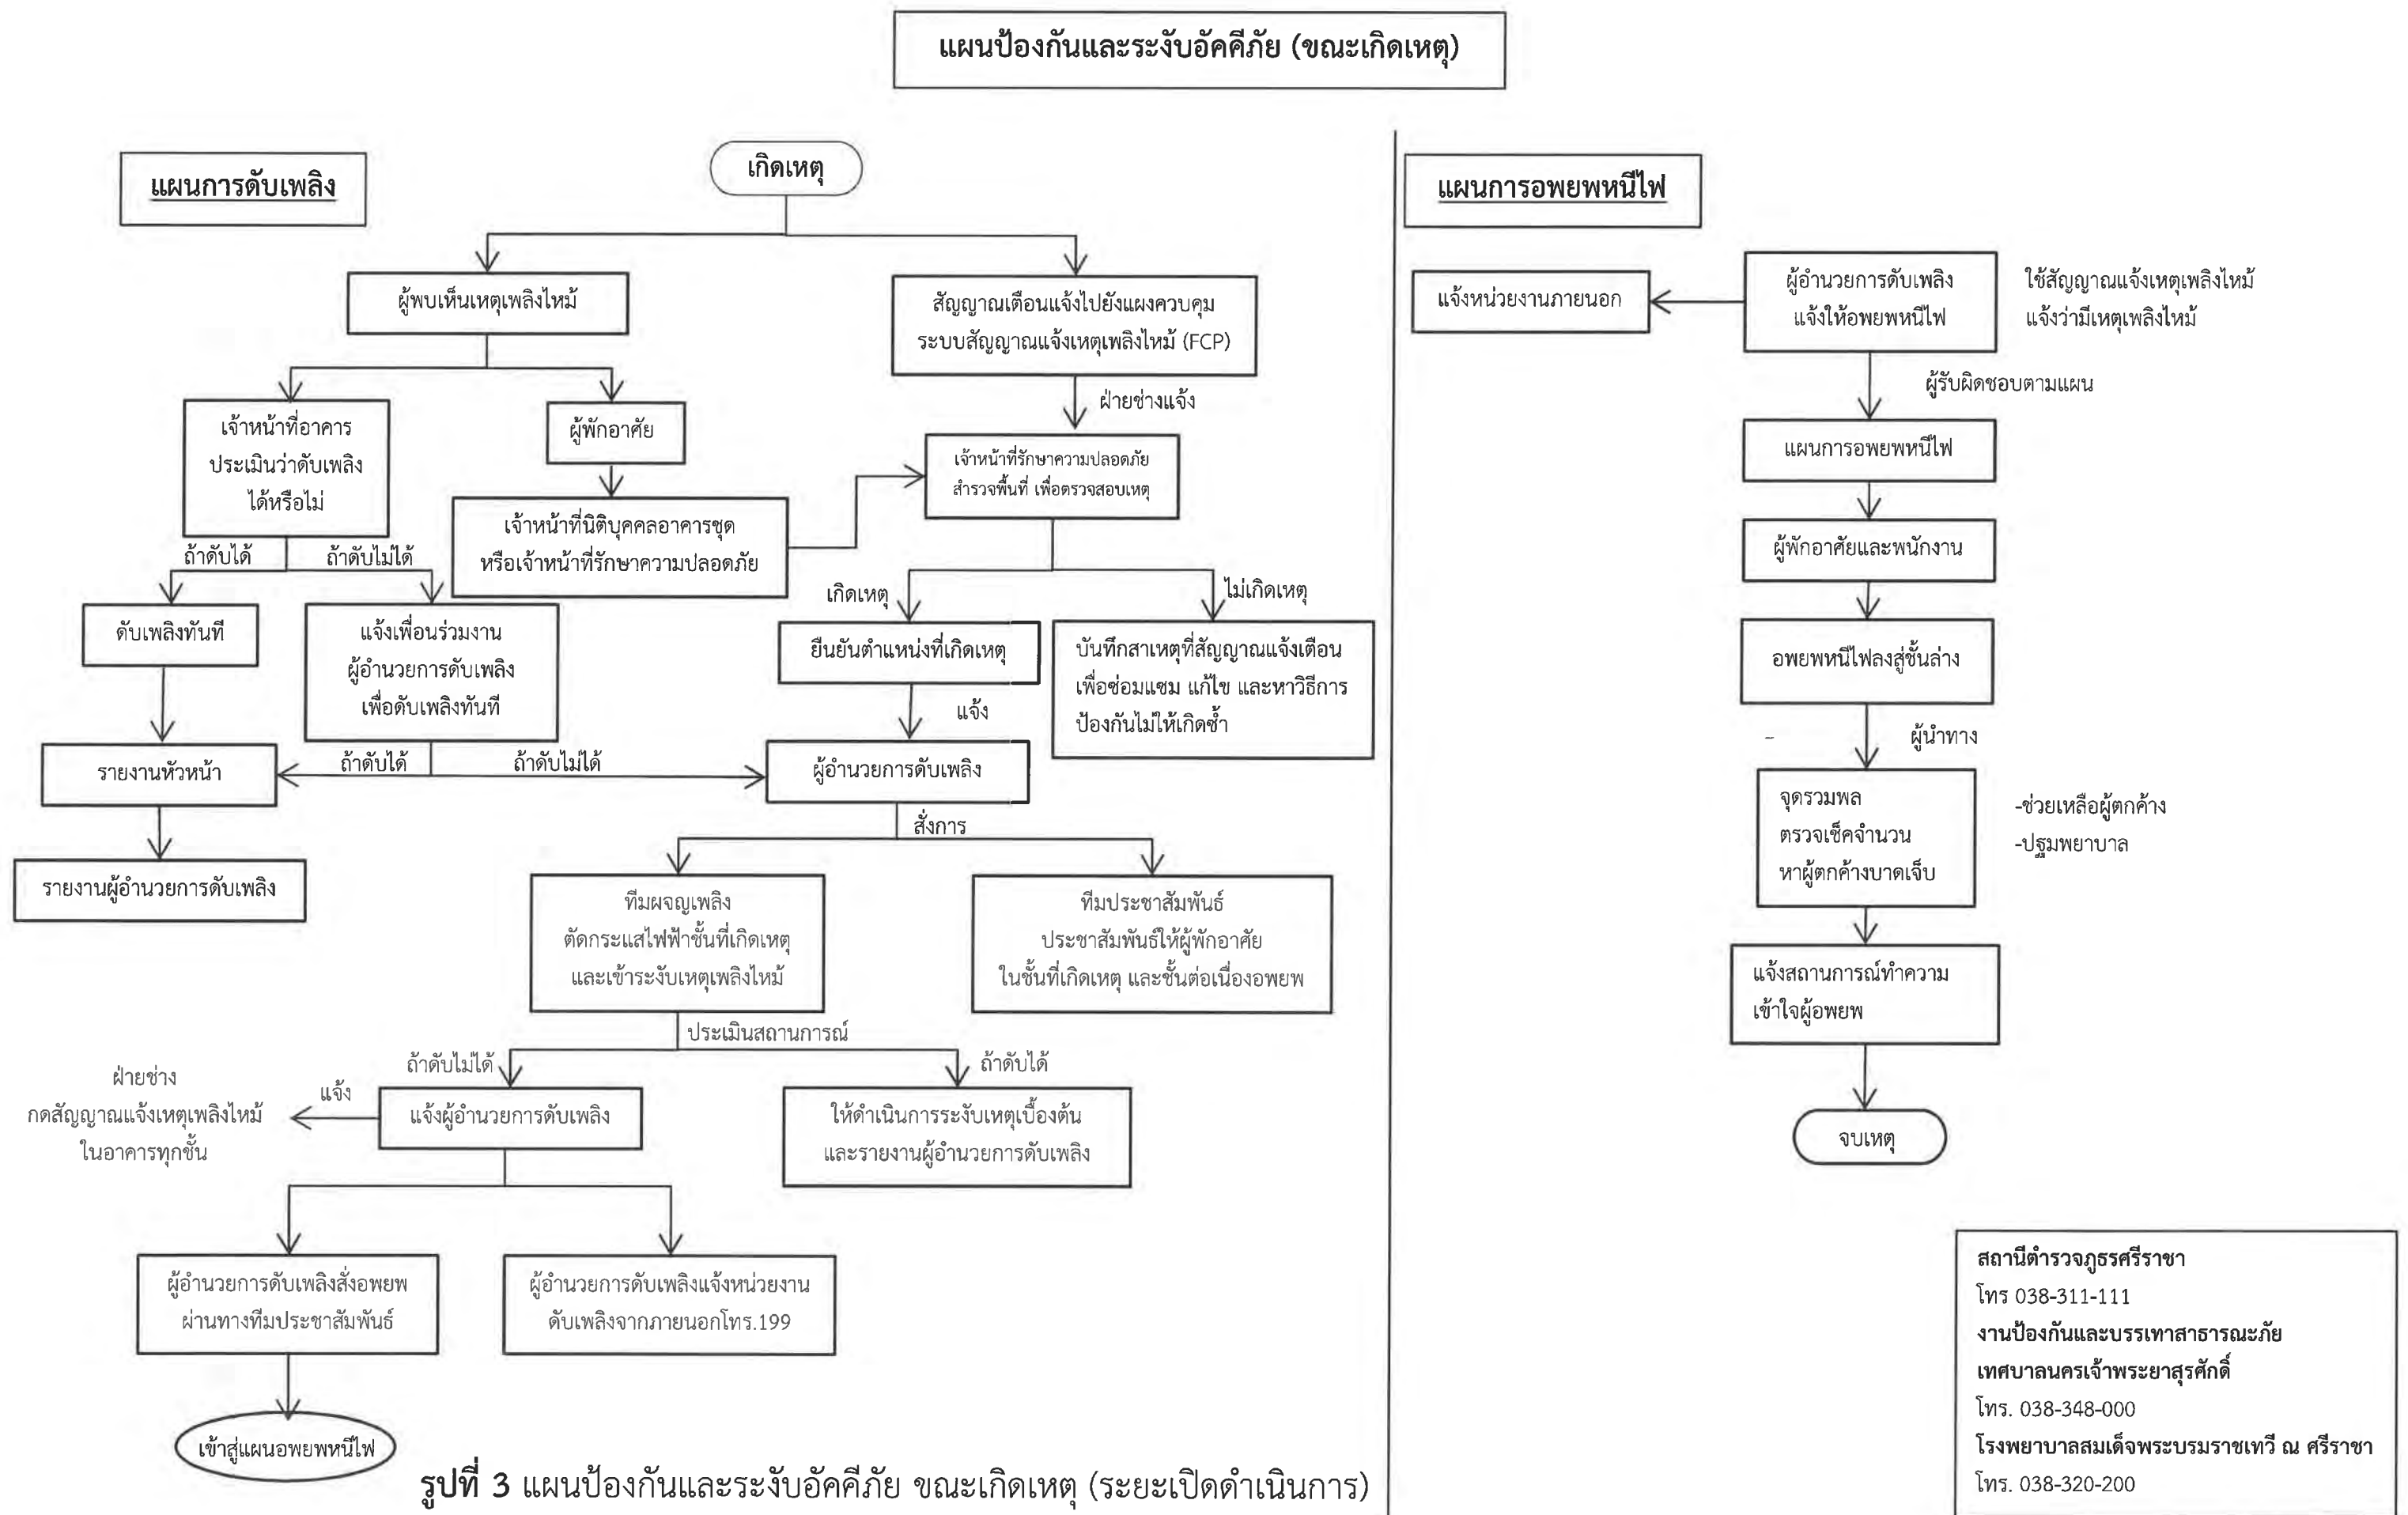 แผนป้องกันและระงับอัคคีภัย (ขณะเกิดเหตุ)
แผนการดับเพลิง
เกิดเหตุ
ผู้พบเห็นเหตุเพลิงไหม้
สัญญาณเตือนแจ้งไปยังแผงควบคุม
ระบบสัญญาณแจ้งเหตุเพลิงไหม้ (FCP)
ฝ่ายช่างแจ้ง
เจ้าหน้าที่อาคาร
ประเมินว่าดับเพลิง
ได้หรือไม่
ผู้พักอาศัย
เจ้าหน้าที่รักษาความปลอดภัย
สำรวจพื้นที่ เพื่อตรวจสอบเหตุ
เจ้าหน้าที่นิติบุคคลอาคารชุด
หรือเจ้าหน้าที่รักษาความปลอดภัย
ถ้าดับได้
ถ้าดับไม่ได้
เกิดเหตุ
ไม่เกิดเหตุ
ดับเพลิงทันที
แจ้งเพื่อนร่วมงาน
ผู้อำนวยการดับเพลิง
เพื่อดับเพลิงทันที
ยืนยันตำแหน่งที่เกิดเหตุ
บันทึกสาเหตุที่สัญญาณแจ้งเตือน
เพื่อซ่อมแซม แก้ไข และหาวิธีการ
ป้องกันไม่ให้เกิดซ้ำ
แจ้ง
รายงานหัวหน้า
ถ้าดับได้
ถ้าดับไม่ได้
ผู้อำนวยการดับเพลิง
สั่งการ
รายงานผู้อำนวยการดับเพลิง
ทีมผจญเพลิง
ตัดกระแสไฟฟ้าชั้นที่เกิดเหตุ
และเข้าระงับเหตุเพลิงไหม้
ทีมประชาสัมพันธ์
ประชาสัมพันธ์ให้ผู้พักอาศัย
ในชั้นที่เกิดเหตุ และชั้นต่อเนื่องอพยพ
ประเมินสถานการณ์
ถ้าดับไม่ได้
ถ้าดับได้
ฝ่ายช่าง
กดสัญญาณแจ้งเหตุเพลิงไหม้
ในอาคารทุกชั้น
แจ้ง
แจ้งผู้อำนวยการดับเพลิง
ให้ดำเนินการระงับเหตุเบื้องต้น
และรายงานผู้อำนวยการดับเพลิง
ผู้อำนวยการดับเพลิงสั่งอพยพ
ผ่านทางทีมประชาสัมพันธ์
ผู้อำนวยการดับเพลิงแจ้งหน่วยงาน
ดับเพลิงจากภายนอกโทร.199
เข้าสู่แผนอพยพหนีไฟ
รูปที่ 3 แผนป้องกันและระงับอัคคีภัย ขณะเกิดเหตุ (ระยะเปิดดำเนินการ)
แผนการอพยพหนีไฟ
แจ้งหน่วยงานภายนอก
ผู้อำนวยการดับเพลิง
แจ้งให้อพยพหนีไฟ
ใช้สัญญาณแจ้งเหตุเพลิงไหม้
แจ้งว่ามีเหตุเพลิงไหม้
ผู้รับผิดชอบตามแผน
แผนการอพยพหนีไฟ
ผู้พักอาศัยและพนักงาน
อพยพหนีไฟลงสู่ชั้นล่าง
ผู้นำทาง
จุดรวมพล
ตรวจเช็คจำนวน
หาผู้ตกค้างบาดเจ็บ
-ช่วยเหลือผู้ตกค้าง
-ปฐมพยาบาล
แจ้งสถานการณ์ทำความ
เข้าใจผู้อพยพ
จบเหตุ
สถานีตำรวจภูธรศรีราชา
โทร 038-311-111
งานป้องกันและบรรเทาสาธารณะภัย
เทศบาลนครเจ้าพระยาสุรศักดิ์
โทร. 038-348-000
โรงพยาบาลสมเด็จพระบรมราชเทวี ณ ศรีราชา
โทร. 038-320-200